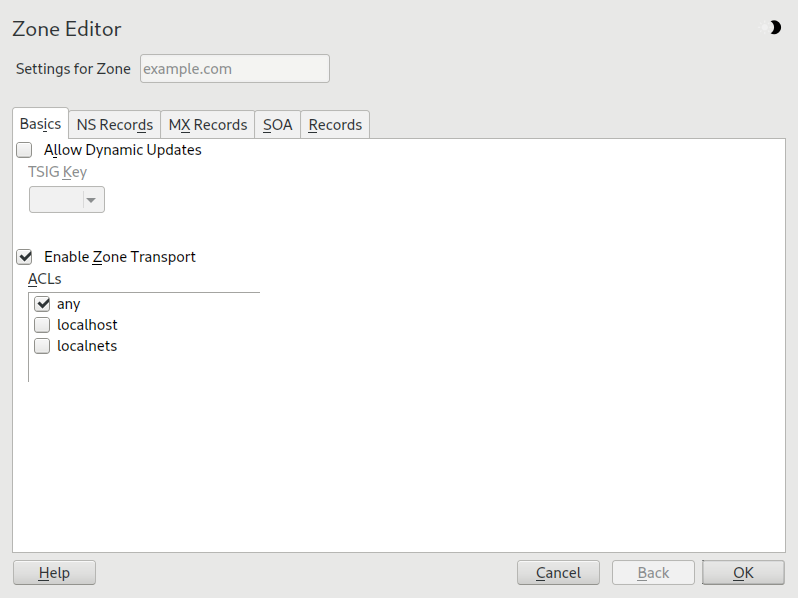 Zone Editor
Settings for Zone example.com
Basics NS Records MX Records SOA Records
Allow Dynamic Updates
TSIG Key
Enable Zone Transport
ACLs
any
localhost
localnets
Help Cancel Back OK